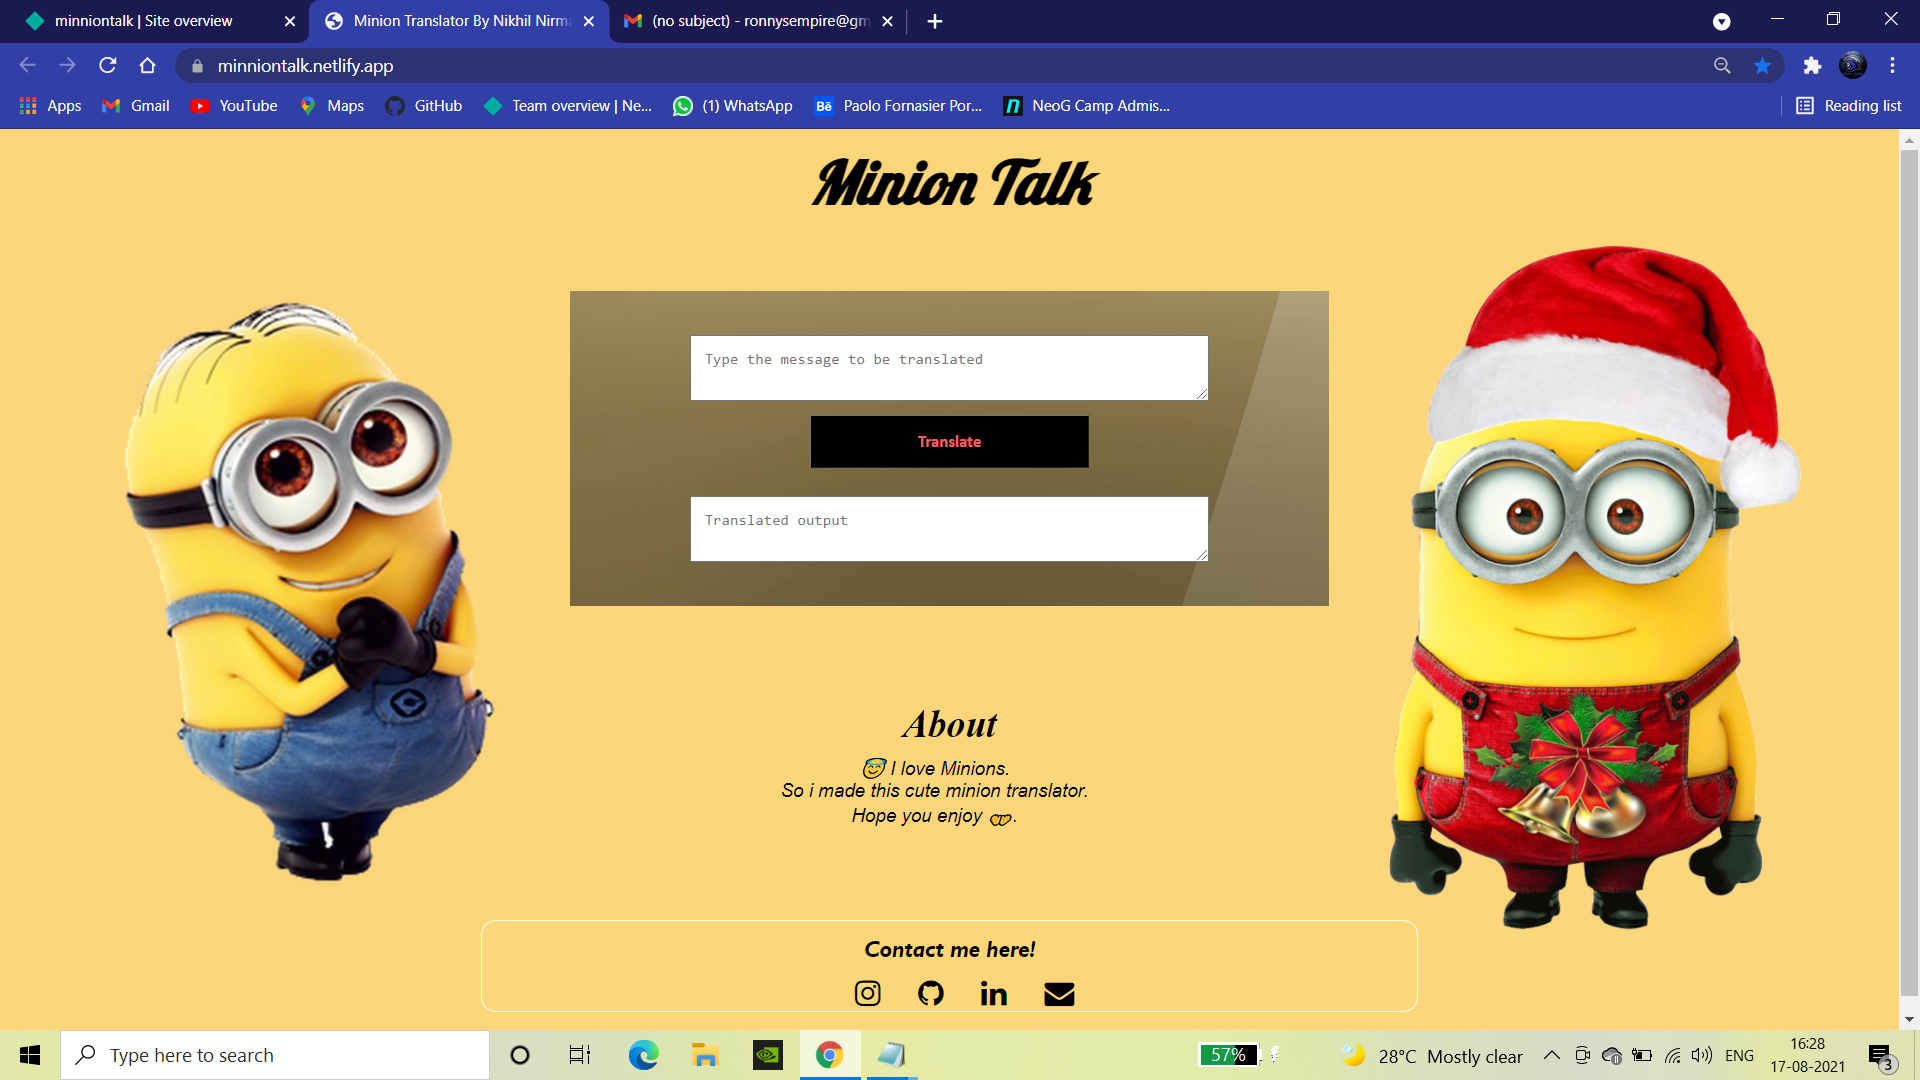 minniontalk | Site overview
Minion Talk Translator By Nikhil Nirm
(no subject) - ronnysempire@gm
minniontalk.netlify.app
Apps
Gmail
YouTube
Maps
GitHub
Team overview | Ne...
(1) WhatsApp
Bē Paolo Fornasier Por...
n NeoG Camp Admis...
Reading list
Minion Talk
Type the message to be translated
Translate
Translated output
About
I love Minions.
So i made this cute minion translator.
Hope you enjoy .
Contact me here!
in
Type here to search
57%
28°C Mostly clear
ENG
16:28
17-08-2021
3